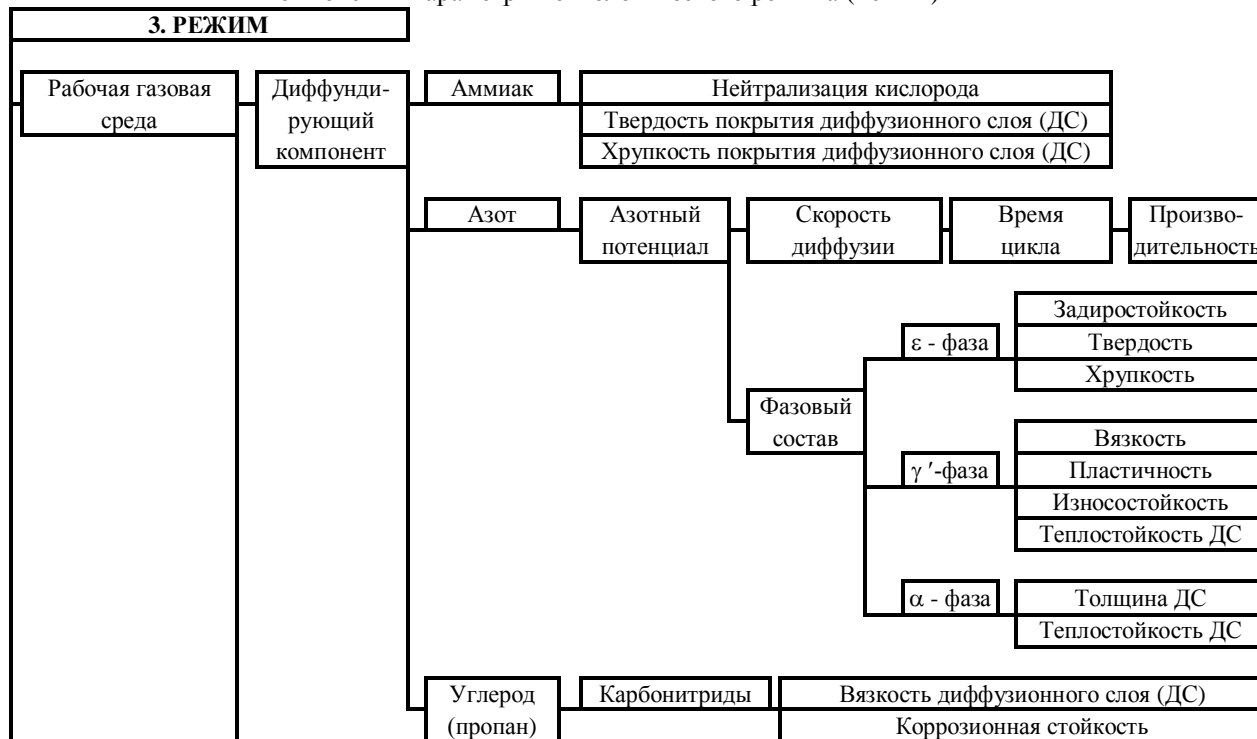 3. РЕЖИМ
Рабочая газовая
среда
Диффунди-
рующий
компонент
Аммиак
Нейтрализация кислорода
Твердость покрытия диффузионного слоя (ДС)
Хрупкость покрытия диффузионного слоя (ДС)
Азот
Азотный
потенциал
Скорость
диффузии
Время
цикла
Произво-
дительность
ε - фаза
Задиростойкость
Твердость
Хрупкость
Фазовый
состав
γ ′-фаза
Вязкость
Пластичность
Износостойкость
Теплостойкость ДС
α - фаза
Толщина ДС
Теплостойкость ДС
Углерод
(пропан)
Карбонитриды
Вязкость диффузионного слоя (ДС)
Коррозионная стойкость